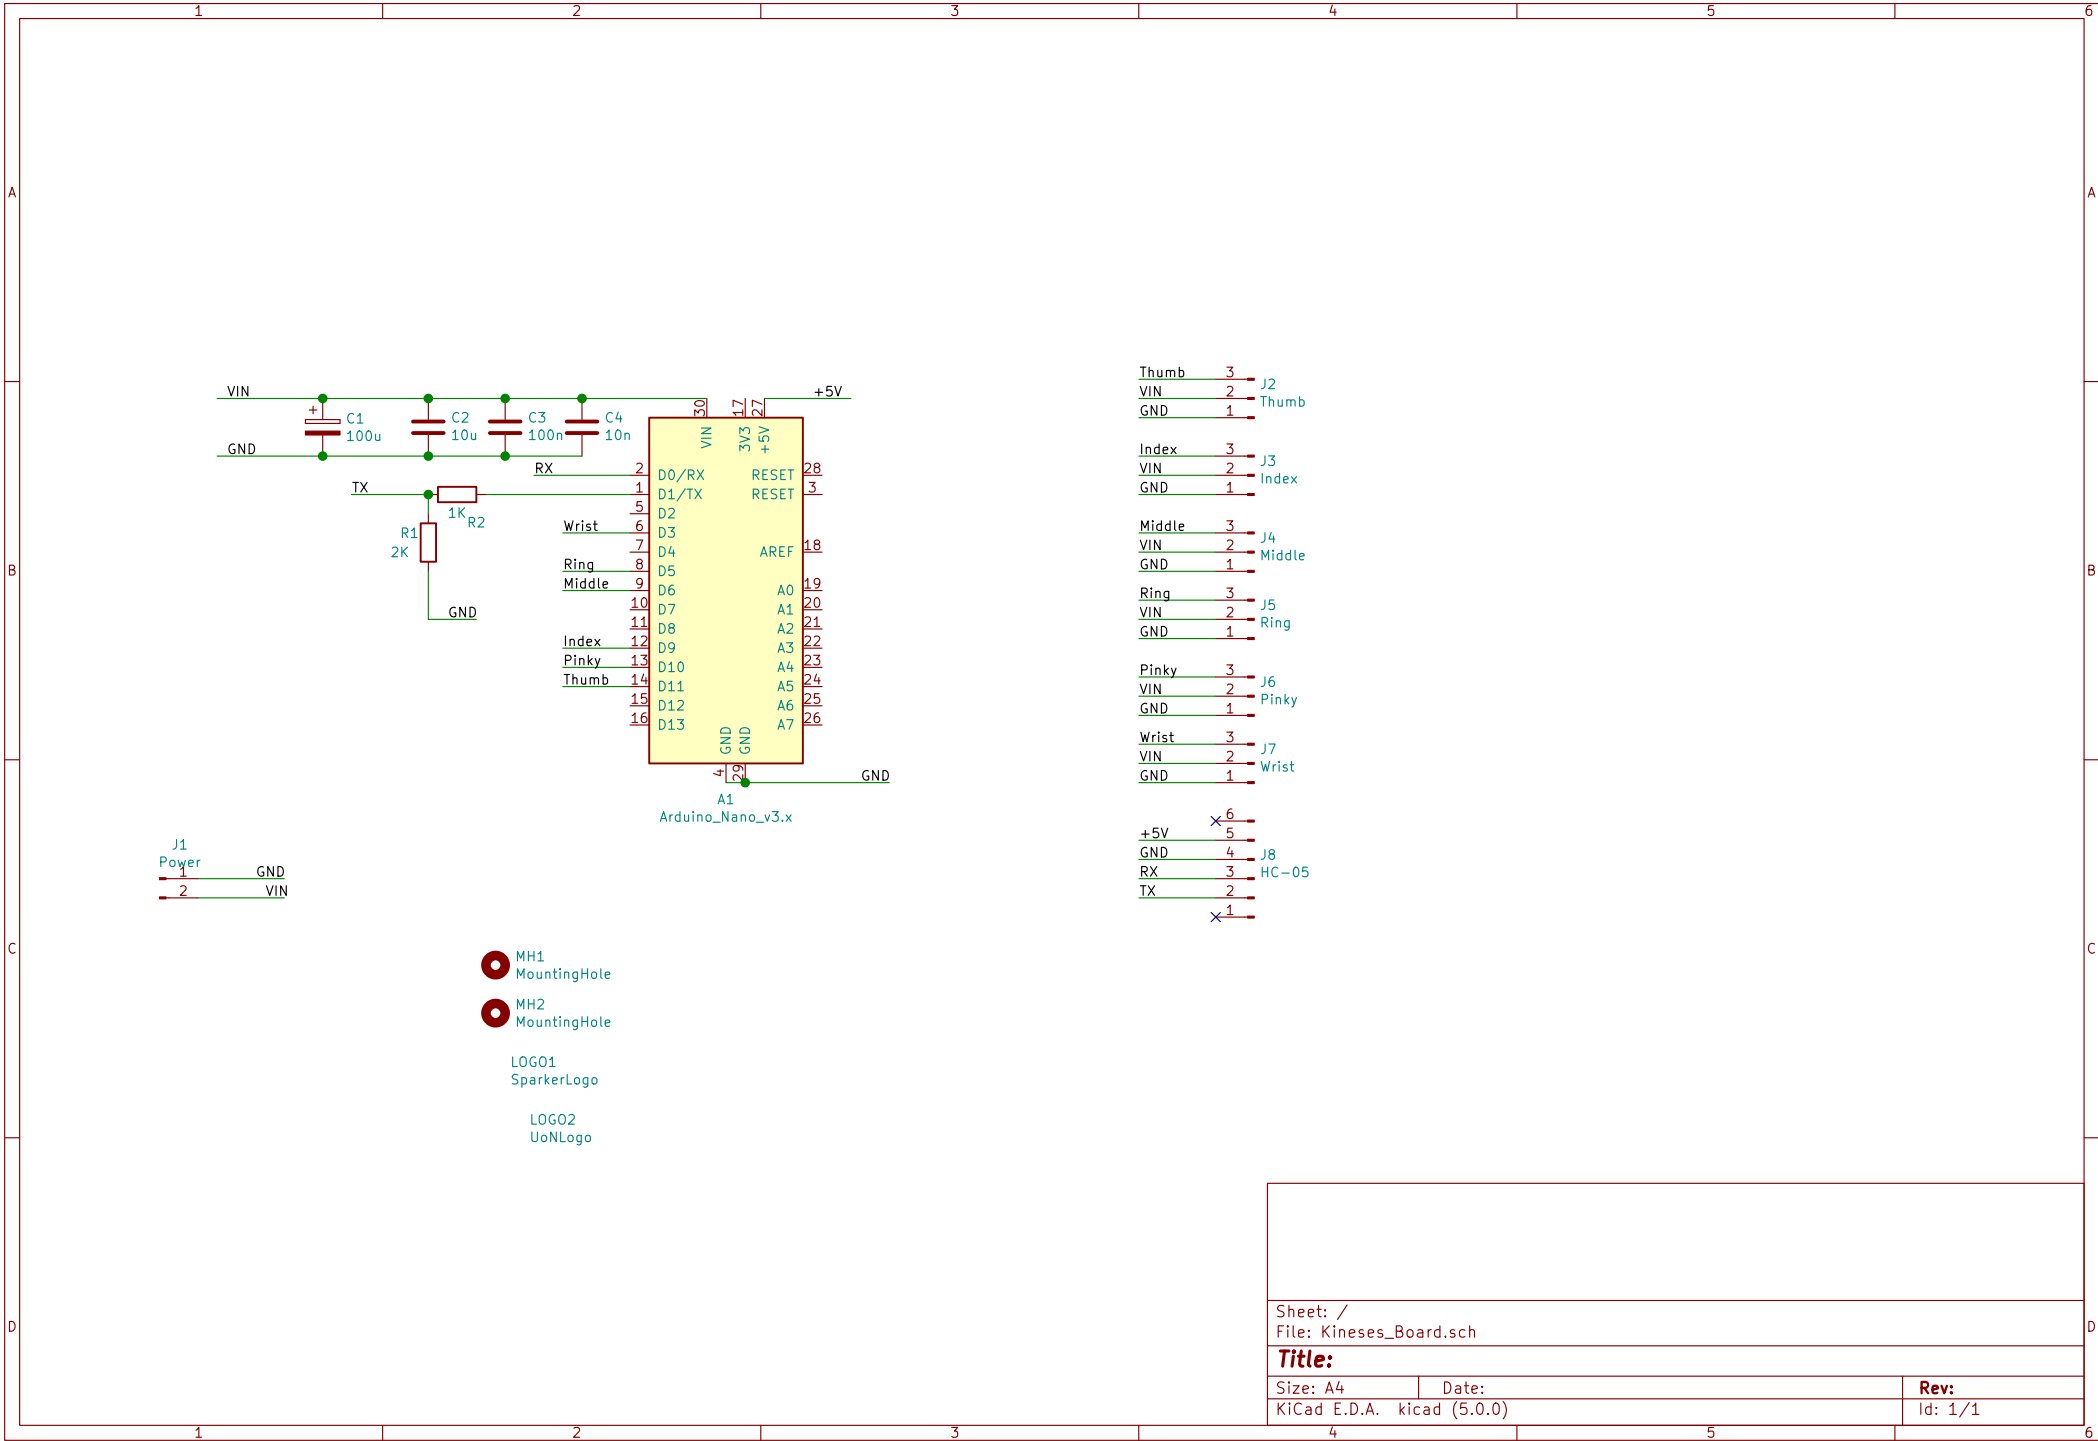 1 2 3 4 5 6
A A
B B
C C
D D
VIN
+
C1
100u
C2
10u
C3
100n
C4
10n
GND
+5V
30
17
27
VIN
3V3
+5V
RX
2 D0/RX
TX
1 D1/TX
1K
R2
R1
2K
GND
5 D2
Wrist
6 D3
7 D4
Ring
8 D5
Middle
9 D6
10 D7
11 D8
Index
12 D9
Pinky
13 D10
Thumb
14 D11
15 D12
16 D13
RESET 28
RESET 3
AREF 18
A0 19
A1 20
A2 21
A3 22
A4 23
A5 24
A6 25
A7 26
GND
GND
4
29
GND
A1
Arduino_Nano_v3.x
Thumb 3
VIN 2
GND 1
J2
Thumb
Index 3
VIN 2
GND 1
J3
Index
Middle 3
VIN 2
GND 1
J4
Middle
Ring 3
VIN 2
GND 1
J5
Ring
Pinky 3
VIN 2
GND 1
J6
Pinky
Wrist 3
VIN 2
GND 1
J7
Wrist
6
+5V 5
GND 4
RX 3
TX 2
1
J8
HC-05
J1
Power
1 GND
2 VIN
MH1
MountingHole
MH2
MountingHole
LOGO1
SparkerLogo
LOGO2
UoNLogo
Sheet: /
File: Kineses_Board.sch
Title:
Size: A4 Date: Rev:
KiCad E.D.A. kicad (5.0.0) Id: 1/1
1 2 3 4 5 6